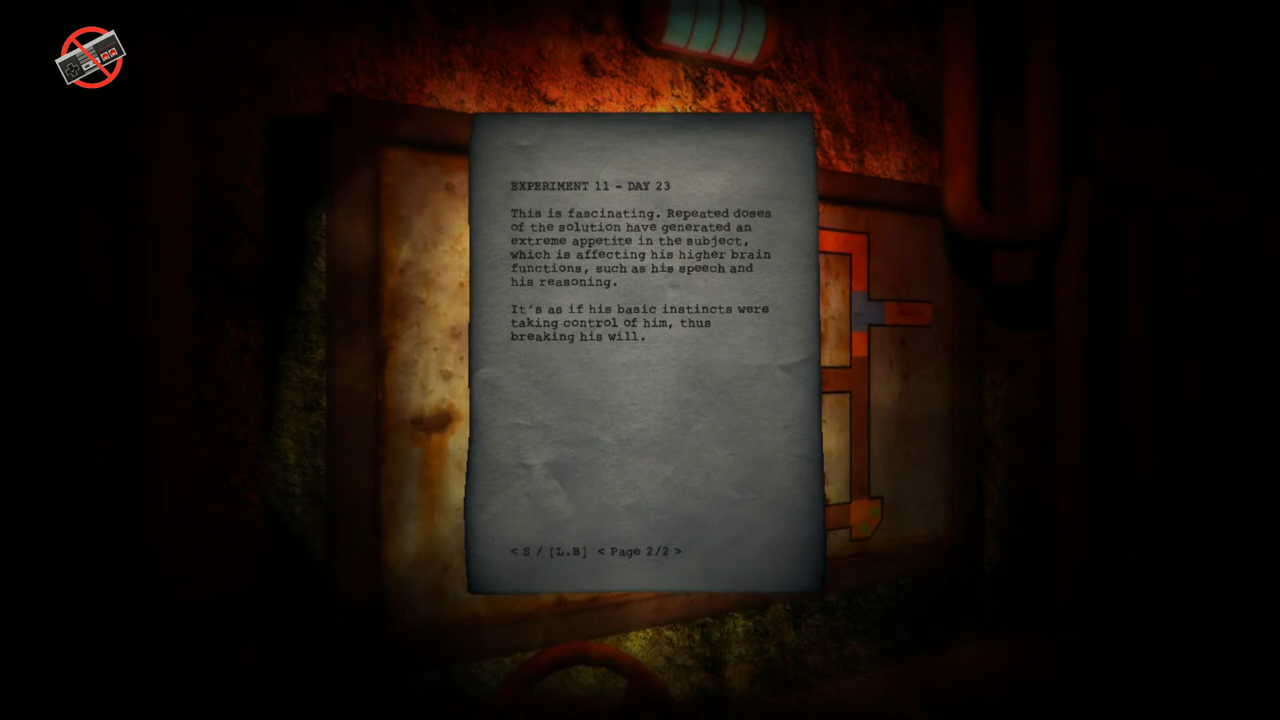 EXPERIMENT 11 - DAY 23
This is fascinating. Repeated doses
of the solution have generated an
extreme appetite in the subject,
which is affecting his higher brain
functions, such as his speech and
his reasoning.
It's as if his basic instincts were
taking control of him, thus
breaking his will.
< S / [L.B] < Page 2/2 >